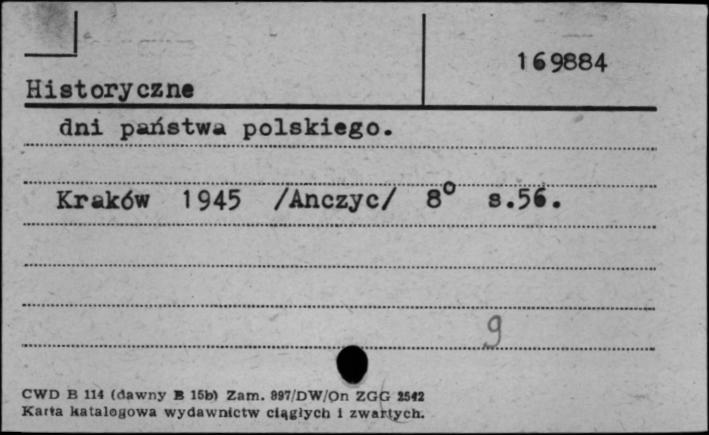 169884
Historyczne
dni państwa polskiego.
Kraków 1945 /Anczyc/ 8° s.56.
9
CWD B 114 (dawny B 15b) Zam. 897/DW/On ZGG 2542
Karta katalogowa wydawnictw ciągłych i zwartych.